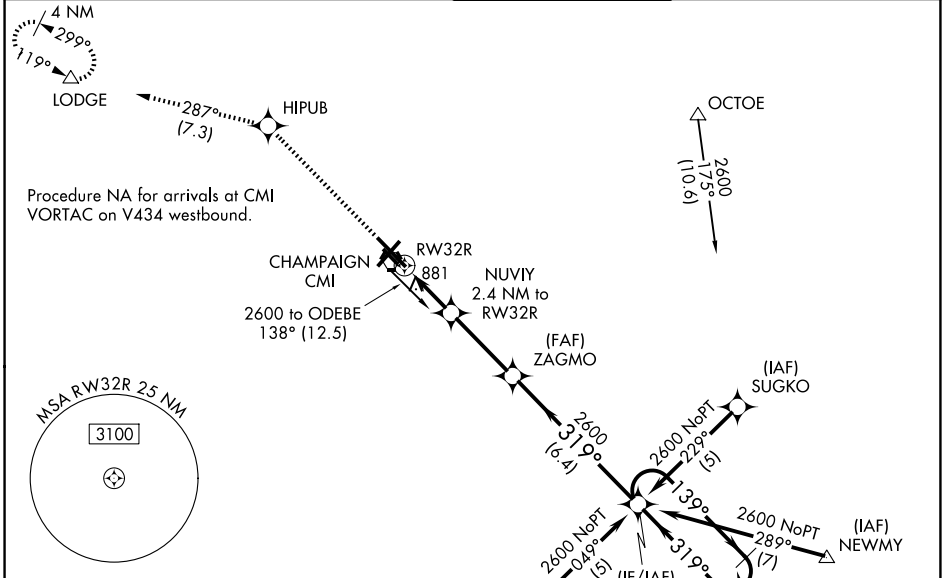 4 NM
299°
119°
LODGE
287°
(7.3)
HIPUB
OCTOE
2600
175°
(10.6)
Procedure NA for arrivals at CMI
VORTAC on V434 westbound.
CHAMPAIGN
CMI
RW32R
881
2600 to ODEBE
138° (12.5)
NUVIY
2.4 NM to
RW32R
(FAF)
ZAGMO
(IAF)
SUGKO
MSA RW32R 25 NM
3100
2600
319°
(6.4)
2600 NoPT
229°
(5)
139°
2600 NoPT
289°
(7)
(IAF)
NEWMY
2600 NoPT
049°
(5)
319°
(IF/IAF)